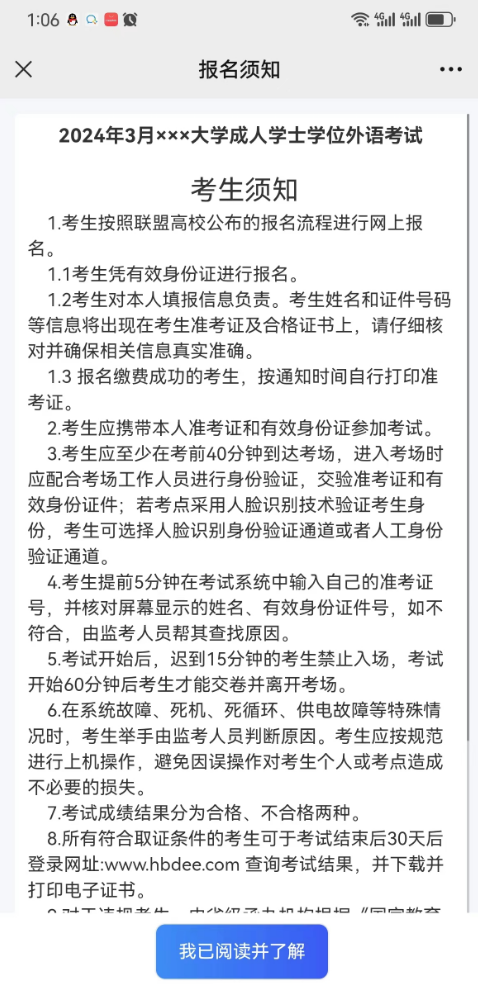 1:06
4G 4G
报名须知
2024年3月×××大学成人学士学位外语考试
考生须知
1.考生按照联盟高校公布的报名流程进行网上报
名。
1.1考生凭有效身份证进行报名。
1.2考生对本人填报信息负责。考生姓名和证件号码
等信息将出现在考生准考证及合格证书上，请仔细核
对并确保相关信息真实准确。
1.3 报名缴费成功的考生，按通知时间自行打印准
考证。
2.考生应携带本人准考证和有效身份证参加考试。
3.考生应至少在考前40分钟到达考场，进入考场时
应配合考场工作人员进行身份验证，交验准考证和有
效身份证件；若考点采用人脸识别技术验证考生身
份，考生可选择人脸识别身份验证通道或者人工身份
验证通道。
4.考生提前5分钟在考试系统中输入自己的准考证
号，并核对屏幕显示的姓名、有效身份证件号，如不
符合，由监考人员帮其查找原因。
5.考试开始后，迟到15分钟的考生禁止入场，考试
开始60分钟后考生才能交卷并离开考场。
6.在系统故障、死机、死循环、供电故障等特殊情
况时，考生举手由监考人员判断原因。考生应按规范
进行上机操作，避免因误操作对考生个人或考点造成
不必要的损失。
7.考试成绩结果分为合格、不合格两种。
8.所有符合取证条件的考生可于考试结束后30天后
登录网址:www.hbdee.com 查询考试结果，并下载并
打印电子证书。
9.对于违规考生，由省级承办机构根据《国家教育
我已阅读并了解